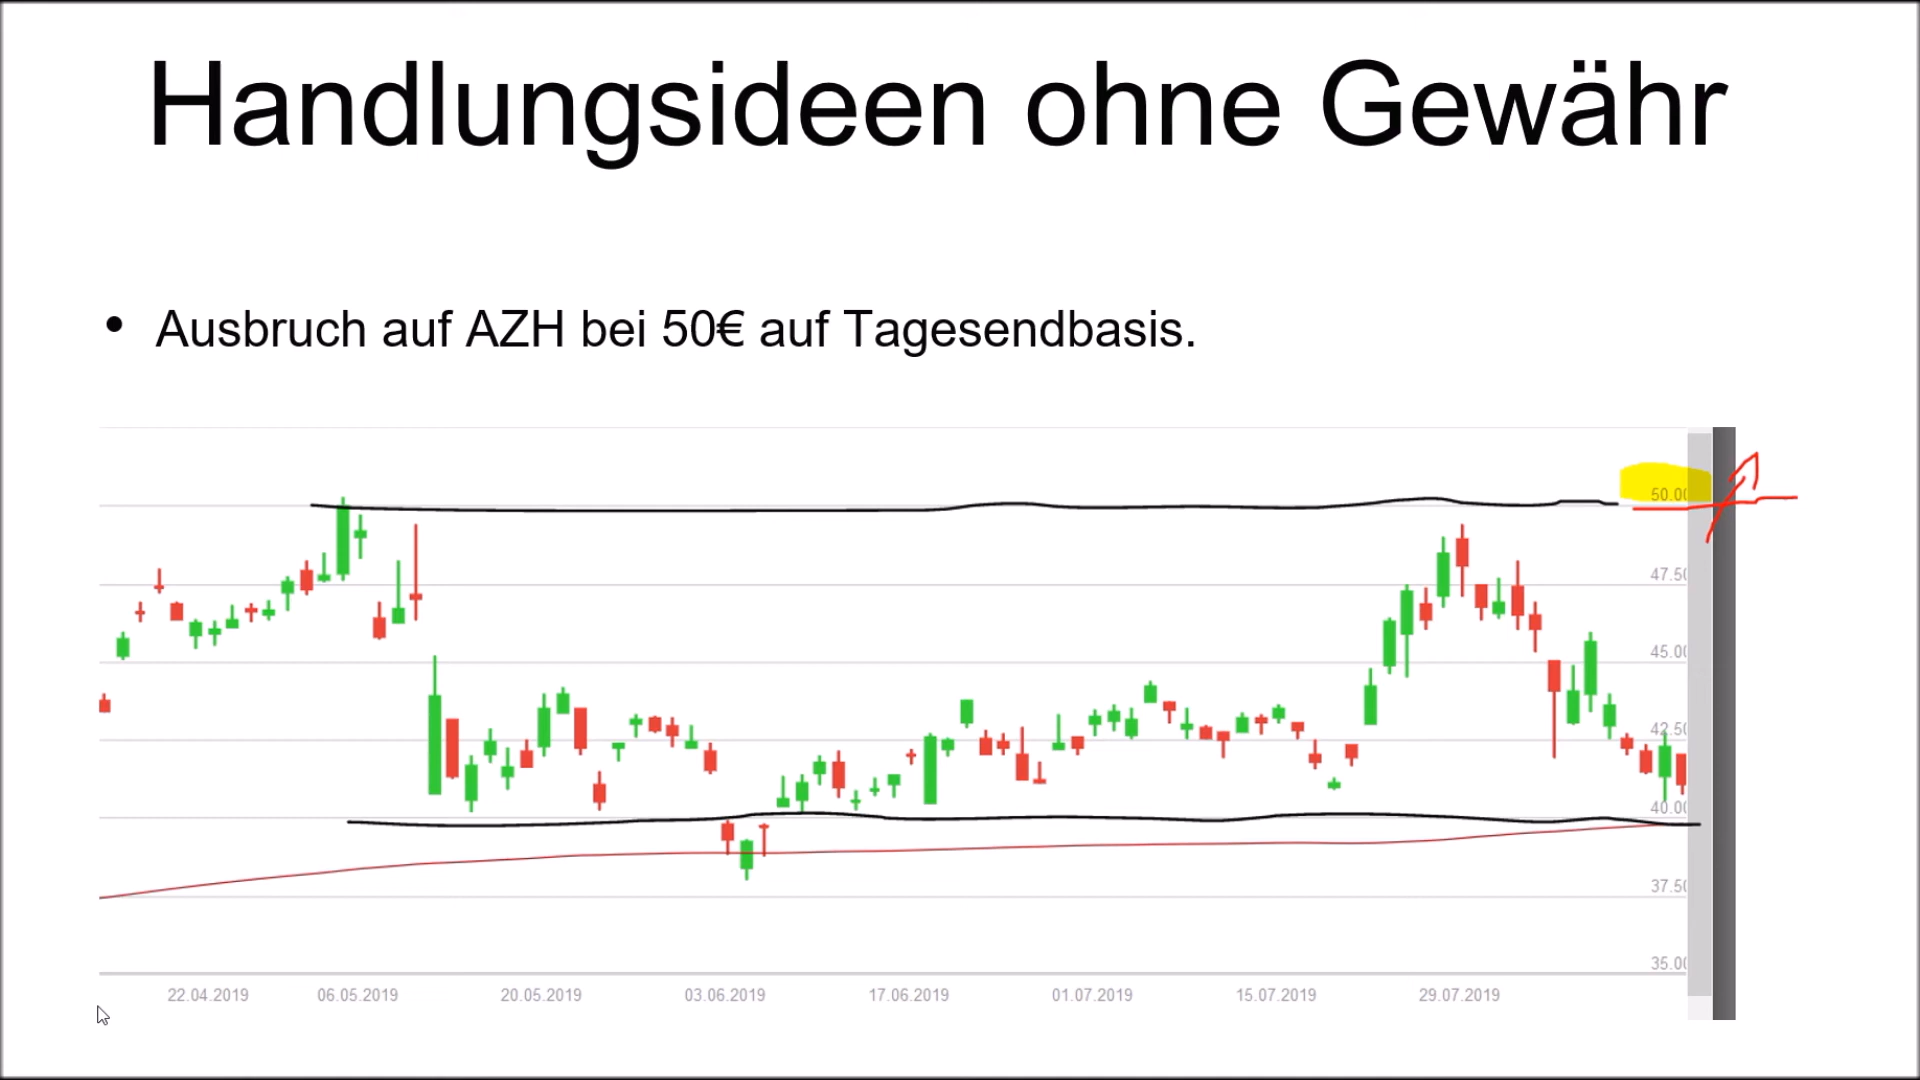 Handlungsideen ohne Gewähr
• Ausbruch auf AZH bei 50€ auf Tagesendbasis.
50.00
47.50
45.00
42.50
40.00
37.50
35.00
22.04.2019 06.05.2019 20.05.2019 03.06.2019 17.06.2019 01.07.2019 15.07.2019 29.07.2019